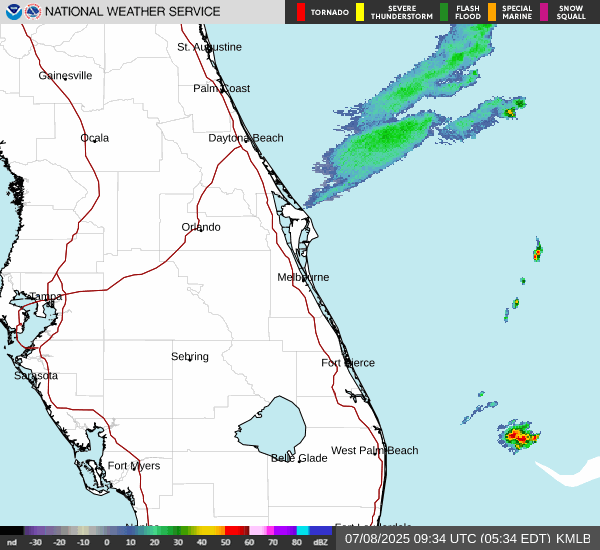 NATIONAL WEATHER SERVICE
TORNADO
SEVERE
THUNDERSTORM
FLASH
FLOOD
SPECIAL
MARINE
SNOW
SQUALL
St. Augustine
Gainesville
Palm Coast
Ocala
Daytona Beach
Orlando
Melbourne
Tampa
Sebring
Fort Pierce
Sarasota
West Palm Beach
Belle Glade
Fort Myers
nd -30 -20 -10 0 10 20 30 40 50 60 70 80 dBZ
07/08/2025 09:34 UTC (05:34 EDT) KMLB